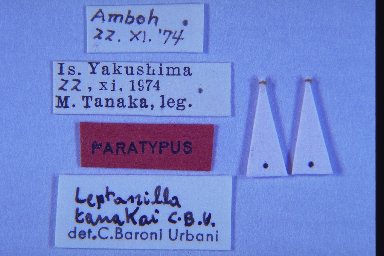 Amboh
22. XI. '74
Is. Yakushima
22, xi. 1974
M. Tanaka, leg.
PARATYPUS
Leptanilla
tanakai C.B.U.
det.C.Baroni Urbani